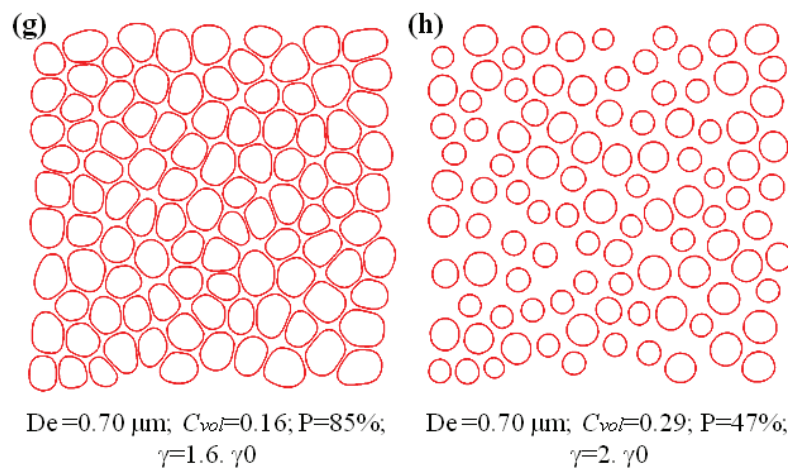 (g)
(h)
De=0.70 μm; Cvol=0.16; P=85%;
γ=1.6. γ0
De=0.70 μm; Cvol=0.29; P=47%;
γ=2. γ0